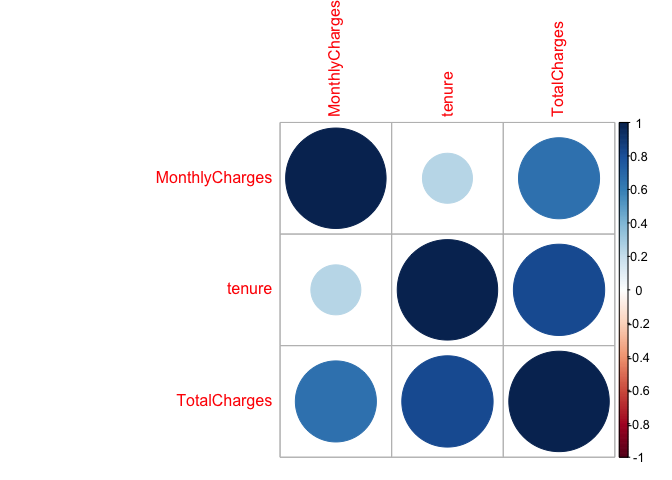 MonthlyCharges
tenure
TotalCharges
MonthlyCharges
tenure
TotalCharges
1
0.8
0.6
0.4
0.2
0
-0.2
-0.4
-0.6
-0.8
-1